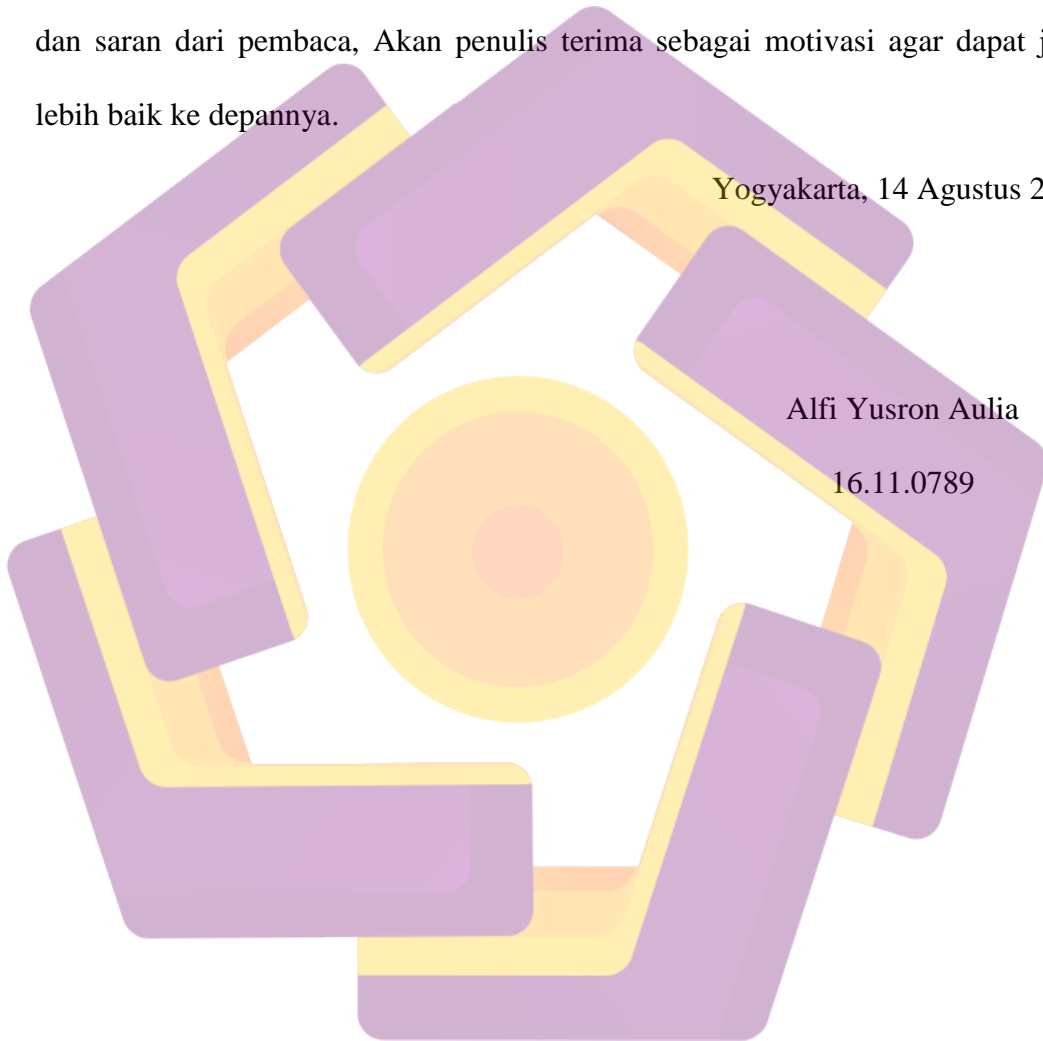 dan saran dari pembaca, Akan penulis terima sebagai motivasi agar dapat j
lebih baik ke depannya.
Yogyakarta, 14 Agustus 2
Alfi Yusron Aulia
16.11.0789